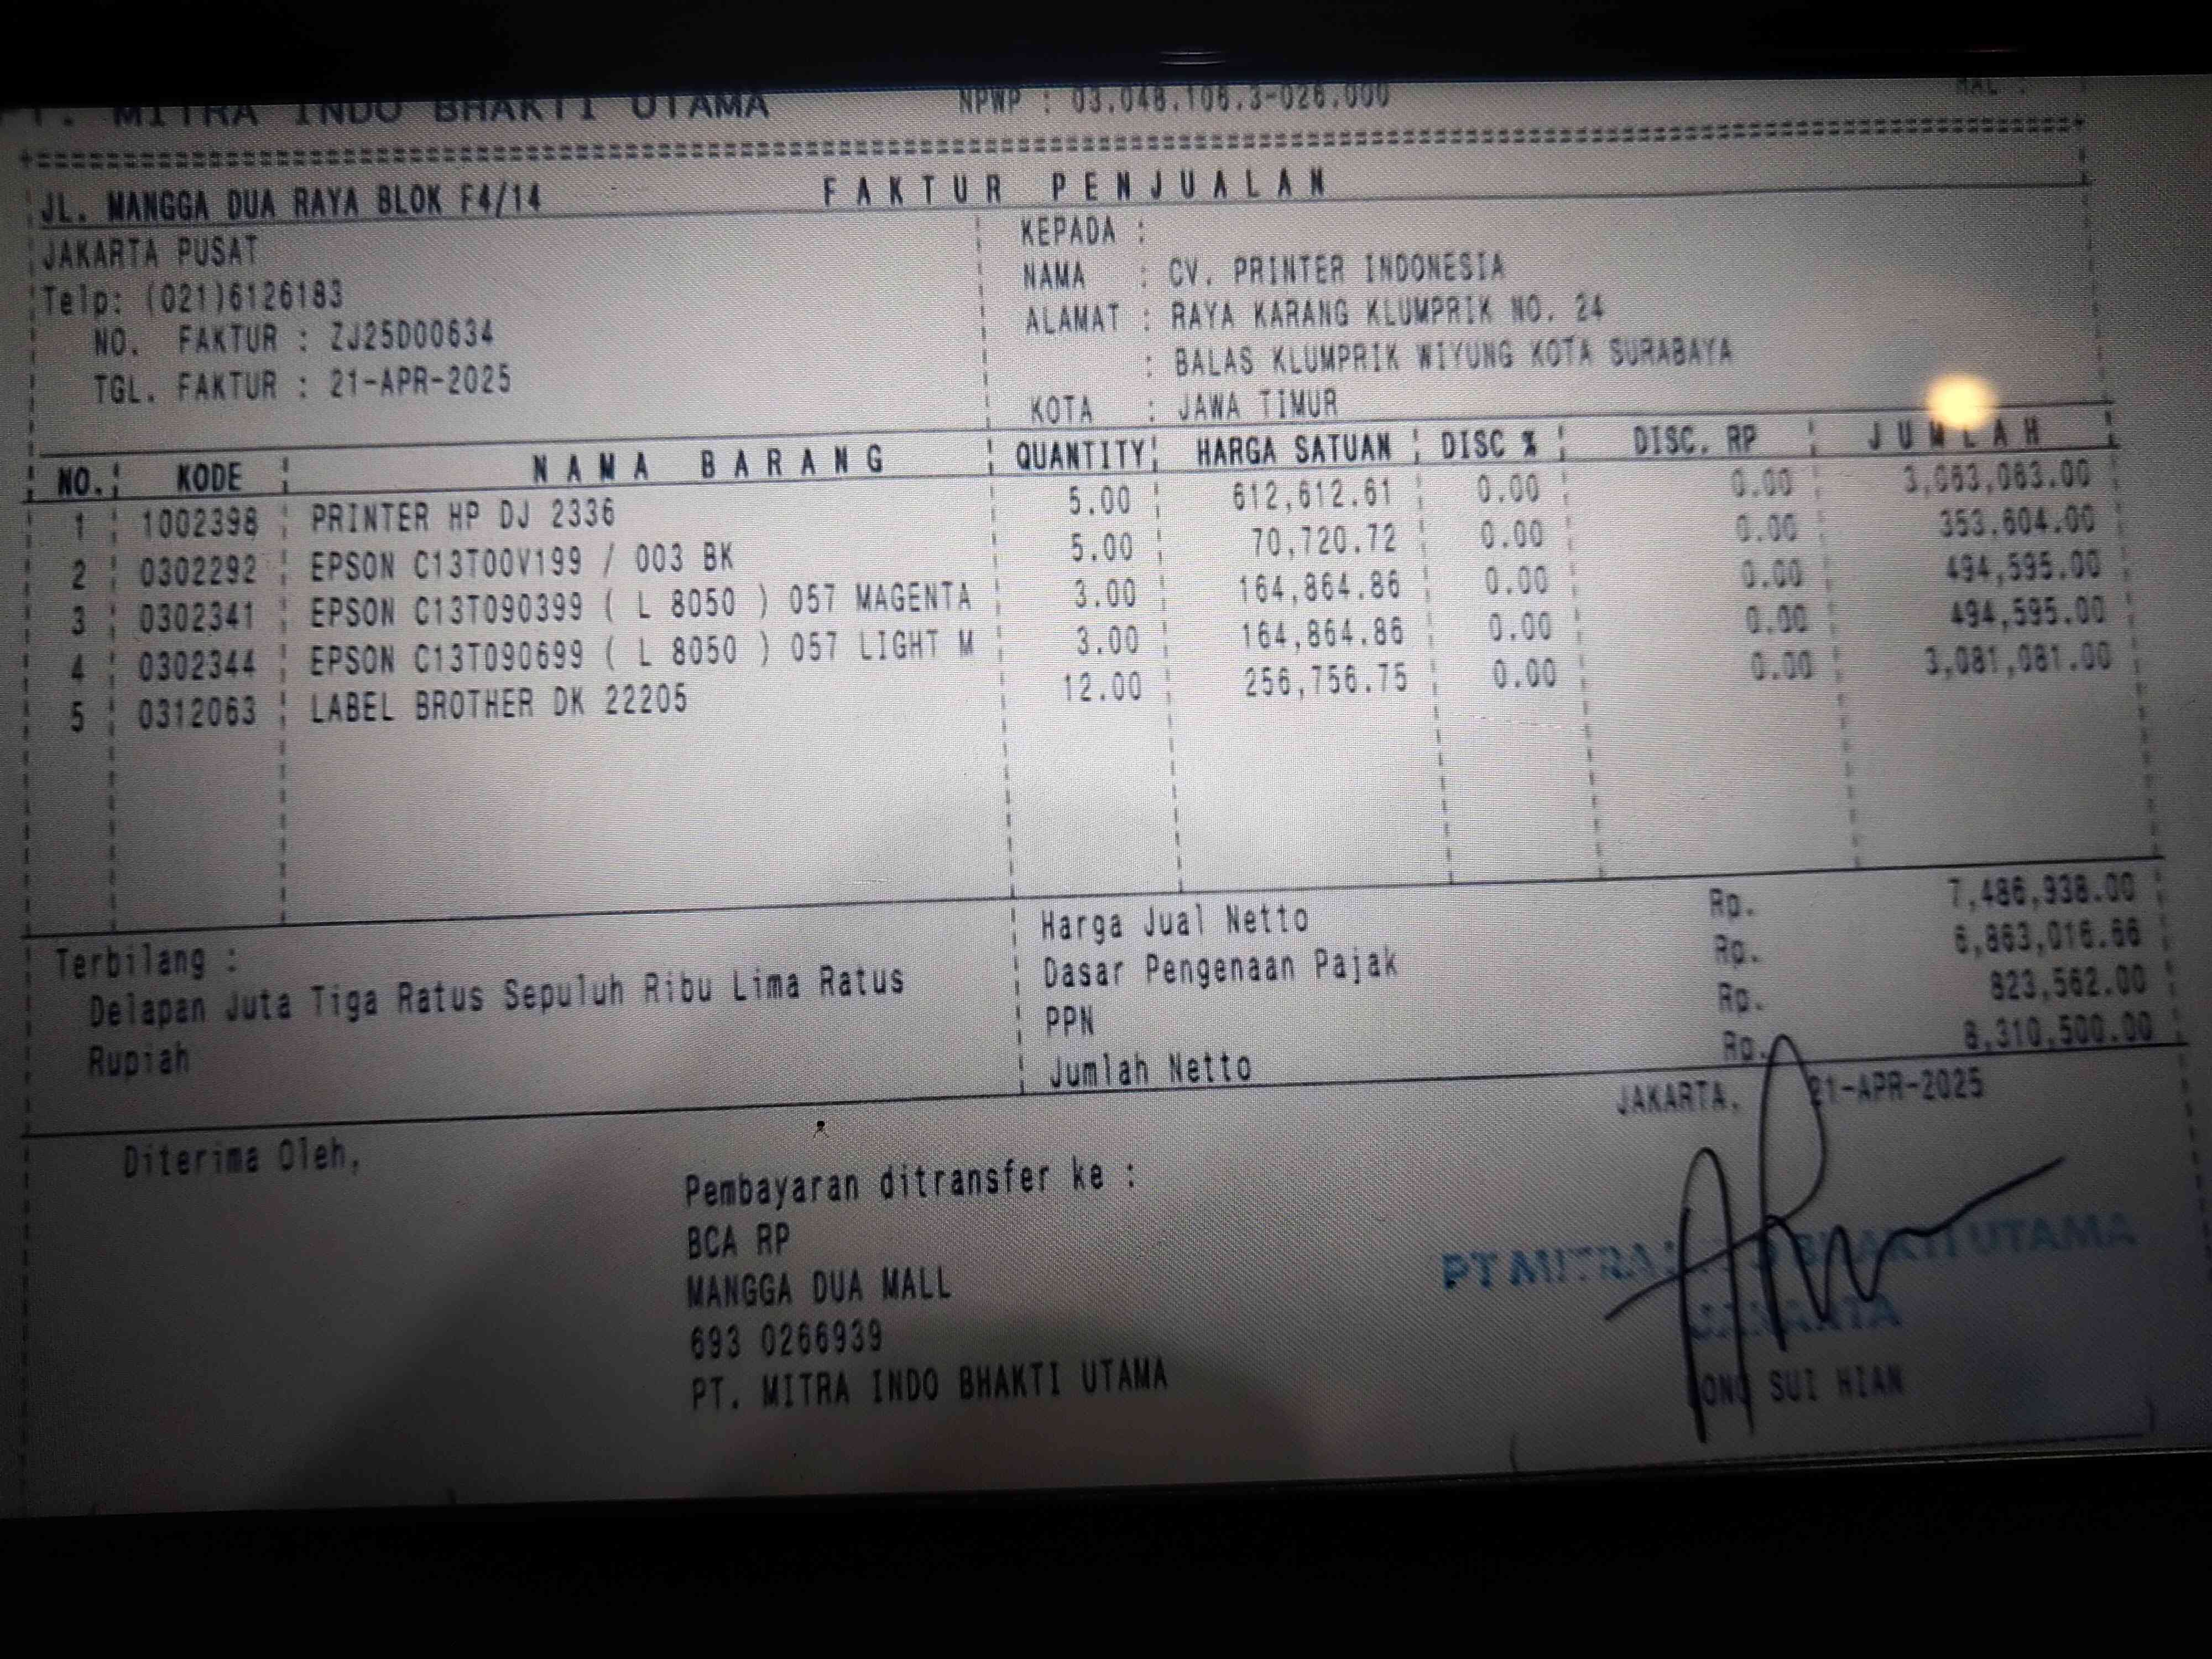 PT. MITRA INDO BHAKTI UTAMA NPWP : 03.048.106.3-026.000 HAL :
JL. MANGGA DUA RAYA BLOK F4/14 FAKTUR PENJUALAN
JAKARTA PUSAT KEPADA :
Telp: (021)6126183 NAMA : CV. PRINTER INDONESIA
NO. FAKTUR : ZJ25D00634 ALAMAT : RAYA KARANG KLUMPRIK NO. 24
TGL. FAKTUR : 21-APR-2025 : BALAS KLUMPRIK WIYUNG KOTA SURABAYA
KOTA : JAWA TIMUR
NO. KODE NAMA BARANG QUANTITY HARGA SATUAN DISC % DISC. RP JUMLAH
1 1002398 PRINTER HP DJ 2336 5.00 612,612.61 0.00 0.00 3,063,063.00
2 0302292 EPSON C13T00V199 / 003 BK 5.00 70,720.72 0.00 0.00 353,604.00
3 0302341 EPSON C13T090399 ( L 8050 ) 057 MAGENTA 3.00 164,864.86 0.00 0.00 494,595.00
4 0302344 EPSON C13T090699 ( L 8050 ) 057 LIGHT M 3.00 164,864.86 0.00 0.00 494,595.00
5 0312063 LABEL BROTHER DK 22205 12.00 256,756.75 0.00 0.00 3,081,081.00
Harga Jual Netto Rp. 7,486,938.00
Terbilang : Dasar Pengenaan Pajak Rp. 6,863,016.66
Delapan Juta Tiga Ratus Sepuluh Ribu Lima Ratus PPN Rp. 823,562.00
Rupiah Jumlah Netto Rp. 8,310,500.00
JAKARTA, 21-APR-2025
Diterima Oleh,
Pembayaran ditransfer ke :
BCA RP
MANGGA DUA MALL
693 0266939
PT. MITRA INDO BHAKTI UTAMA
PT MITRA INDO BHAKTI UTAMA
JAKARTA
SUI HIAN